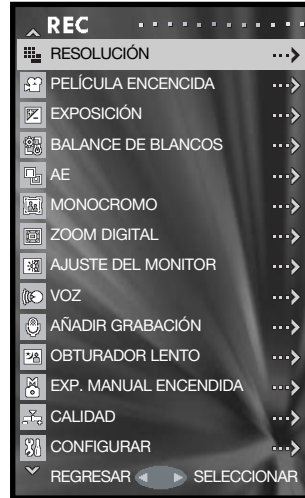 REC
RESOLUCIÓN
PELÍCULA ENCENCIDA
EXPOSICIÓN
BALANCE DE BLANCOS
AE
MONOCROMO
ZOOM DIGITAL
AJUSTE DEL MONITOR
VOZ
AÑADIR GRABACIÓN
OBTURADOR LENTO
EXP. MANUAL ENCENDIDA
CALIDAD
CONFIGURAR
REGRESAR SELECCIONAR